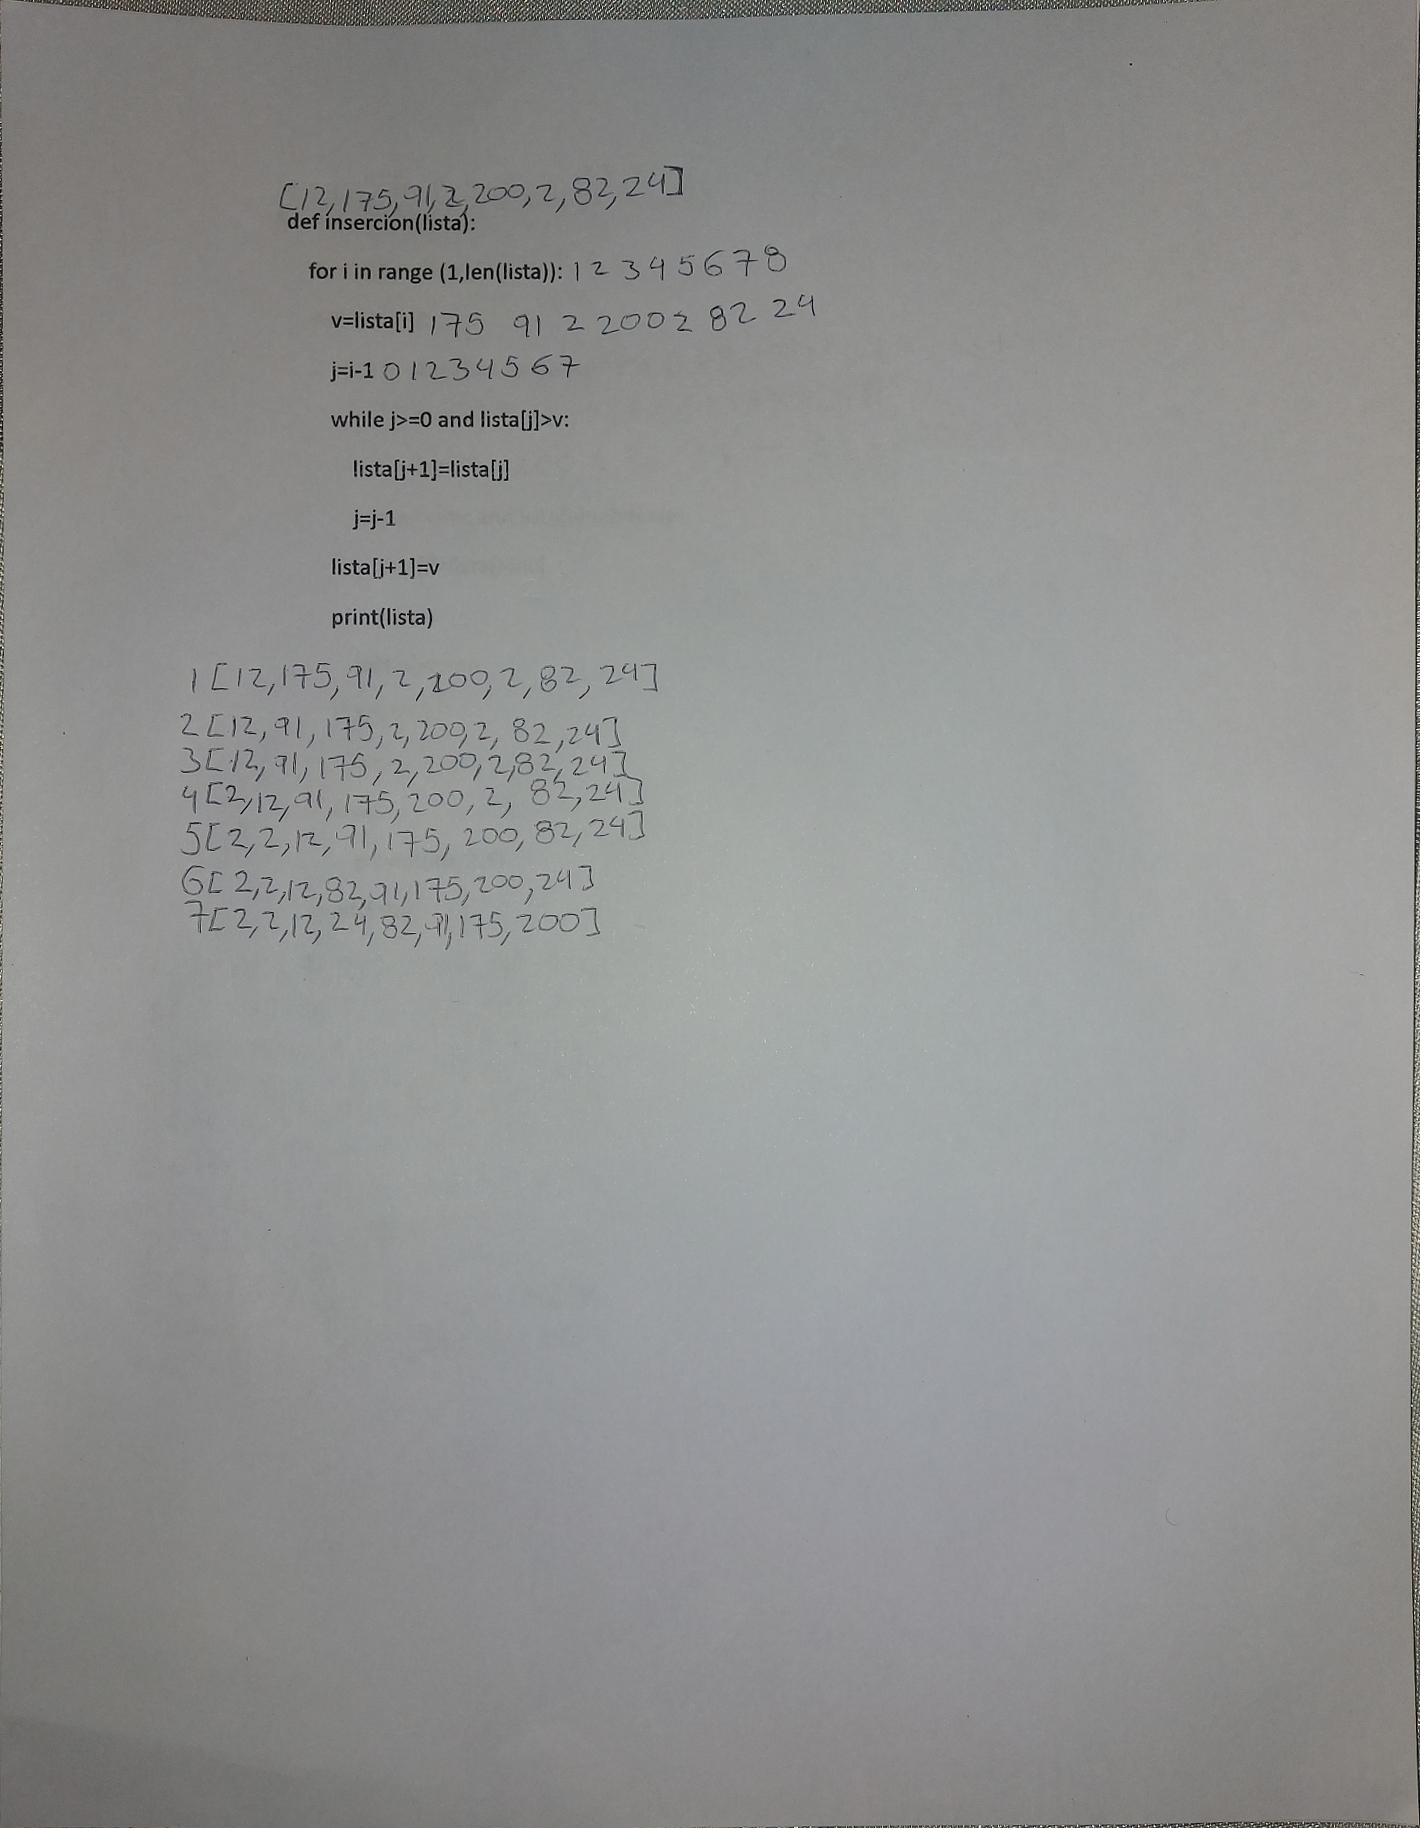 [12,175,91,2,200,2,82,24]
def insercion(lista):
for i in range (1,len(lista)): 1 2 3 4 5 6 7 8
v=lista[i] 175 91 2 200 2 82 24
j=i-1 0 1 2 3 4 5 6 7
while j>=0 and lista[j]>v:
lista[j+1]=lista[j]
j=j-1
lista[j+1]=v
print(lista)
1 [12,175,91,2,200,2,82,24]
2 [12,91,175,2,200,2,82,24]
3 [12,91,175,2,200,2,82,24]
4 [2,12,91,175,200,2,82,24]
5 [2,2,12,91,175,200,82,24]
6 [2,2,12,82,91,175,200,24]
7 [2,2,12,24,82,91,175,200]